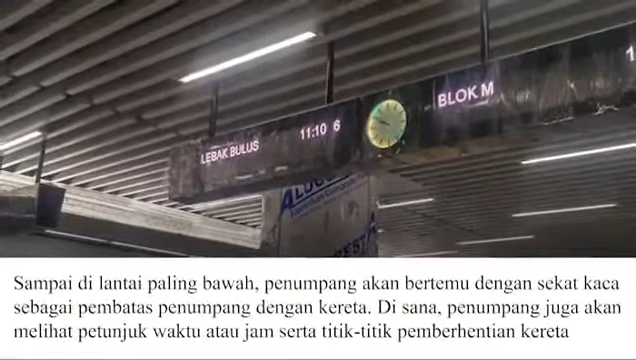 LEBAK BULUS 11:10 6
BLOK M
Sampai di lantai paling bawah, penumpang akan bertemu dengan sekat kaca
sebagai pembatas penumpang dengan kereta. Di sana, penumpang juga akan
melihat petunjuk waktu atau jam serta titik-titik pemberhentian kereta